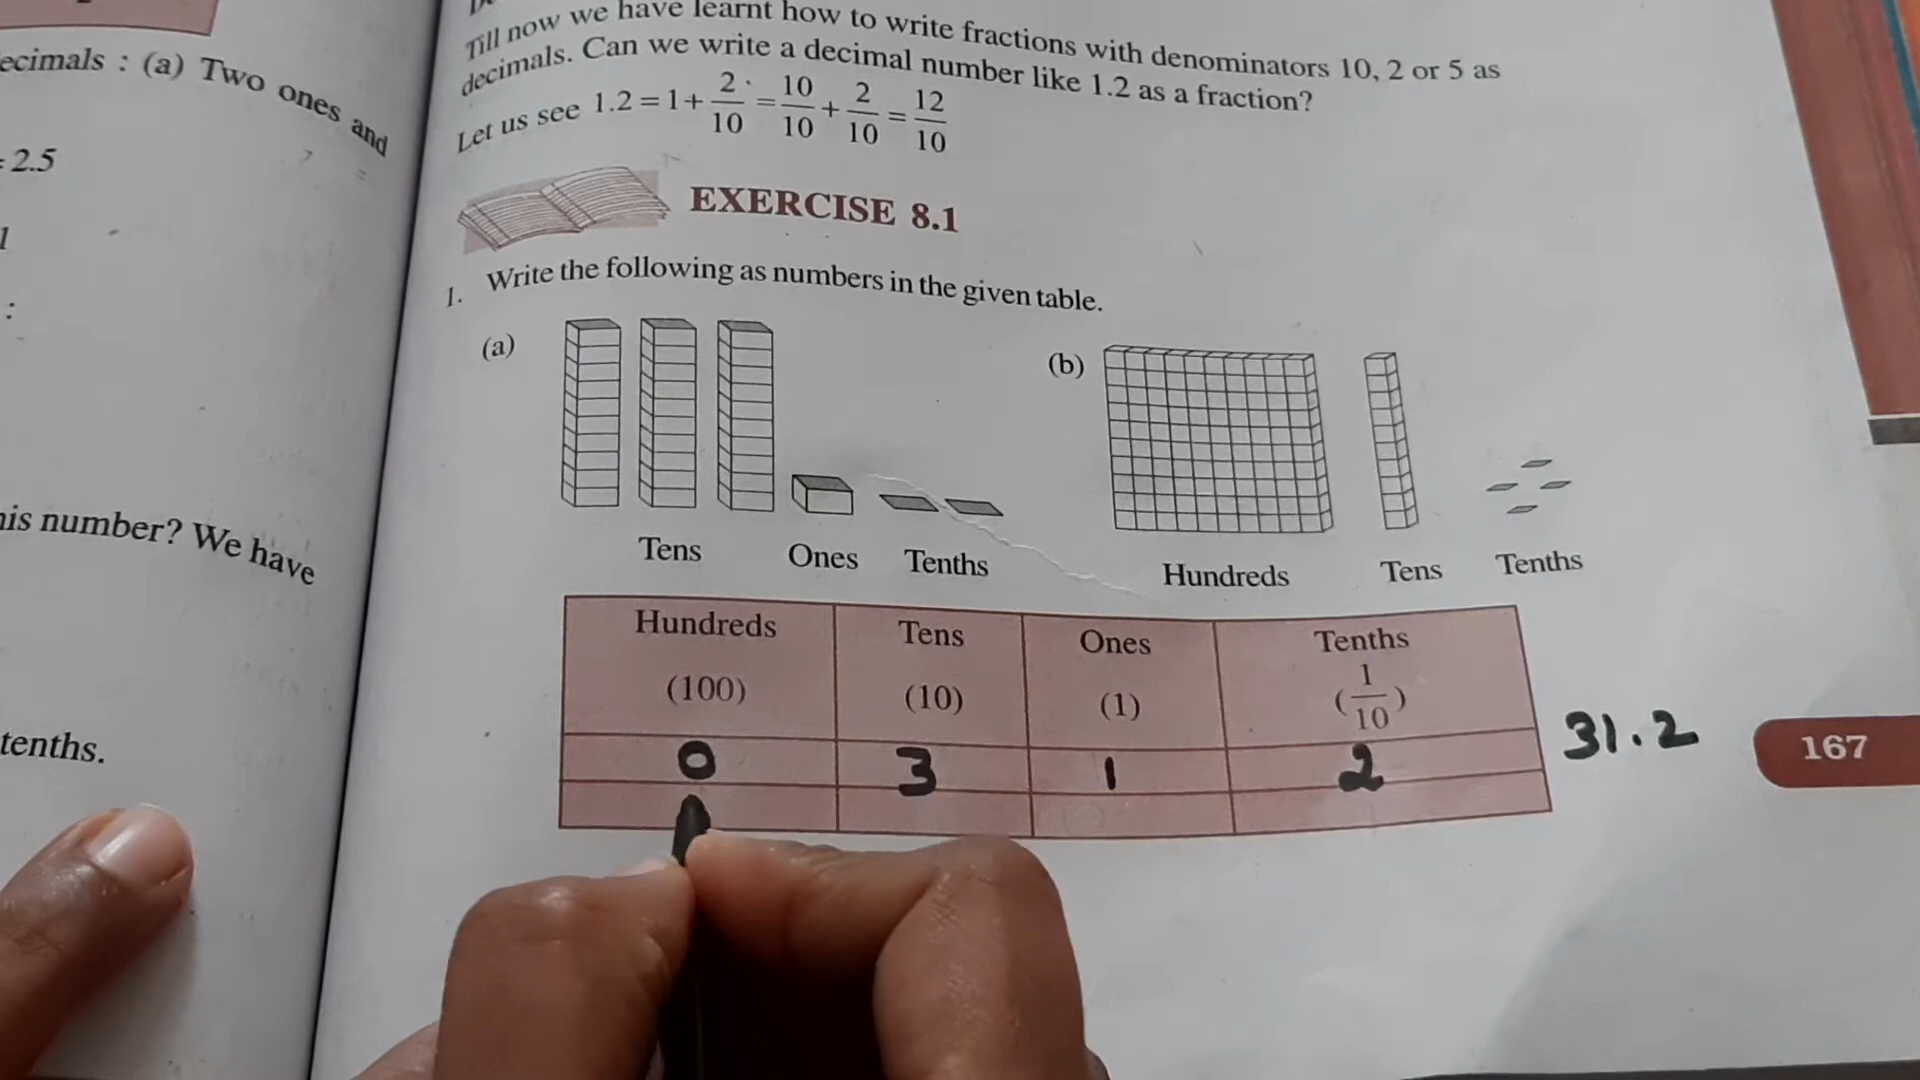 ecimals : (a) Two ones and
= 2.5
1
:
his number? We have
tenths.
Till now we have learnt how to write fractions with denominators 10, 2 or 5 as
decimals. Can we write a decimal number like 1.2 as a fraction?
Let us see 1.2 = 1 + 2/10 = 10/10 + 2/10 = 12/10
EXERCISE 8.1
1. Write the following as numbers in the given table.
(a) (b)
Tens Ones Tenths Hundreds Tens Tenths
Hundreds Tens Ones Tenths
(100) (10) (1) (1/10)
0 3 1 2 31.2
167